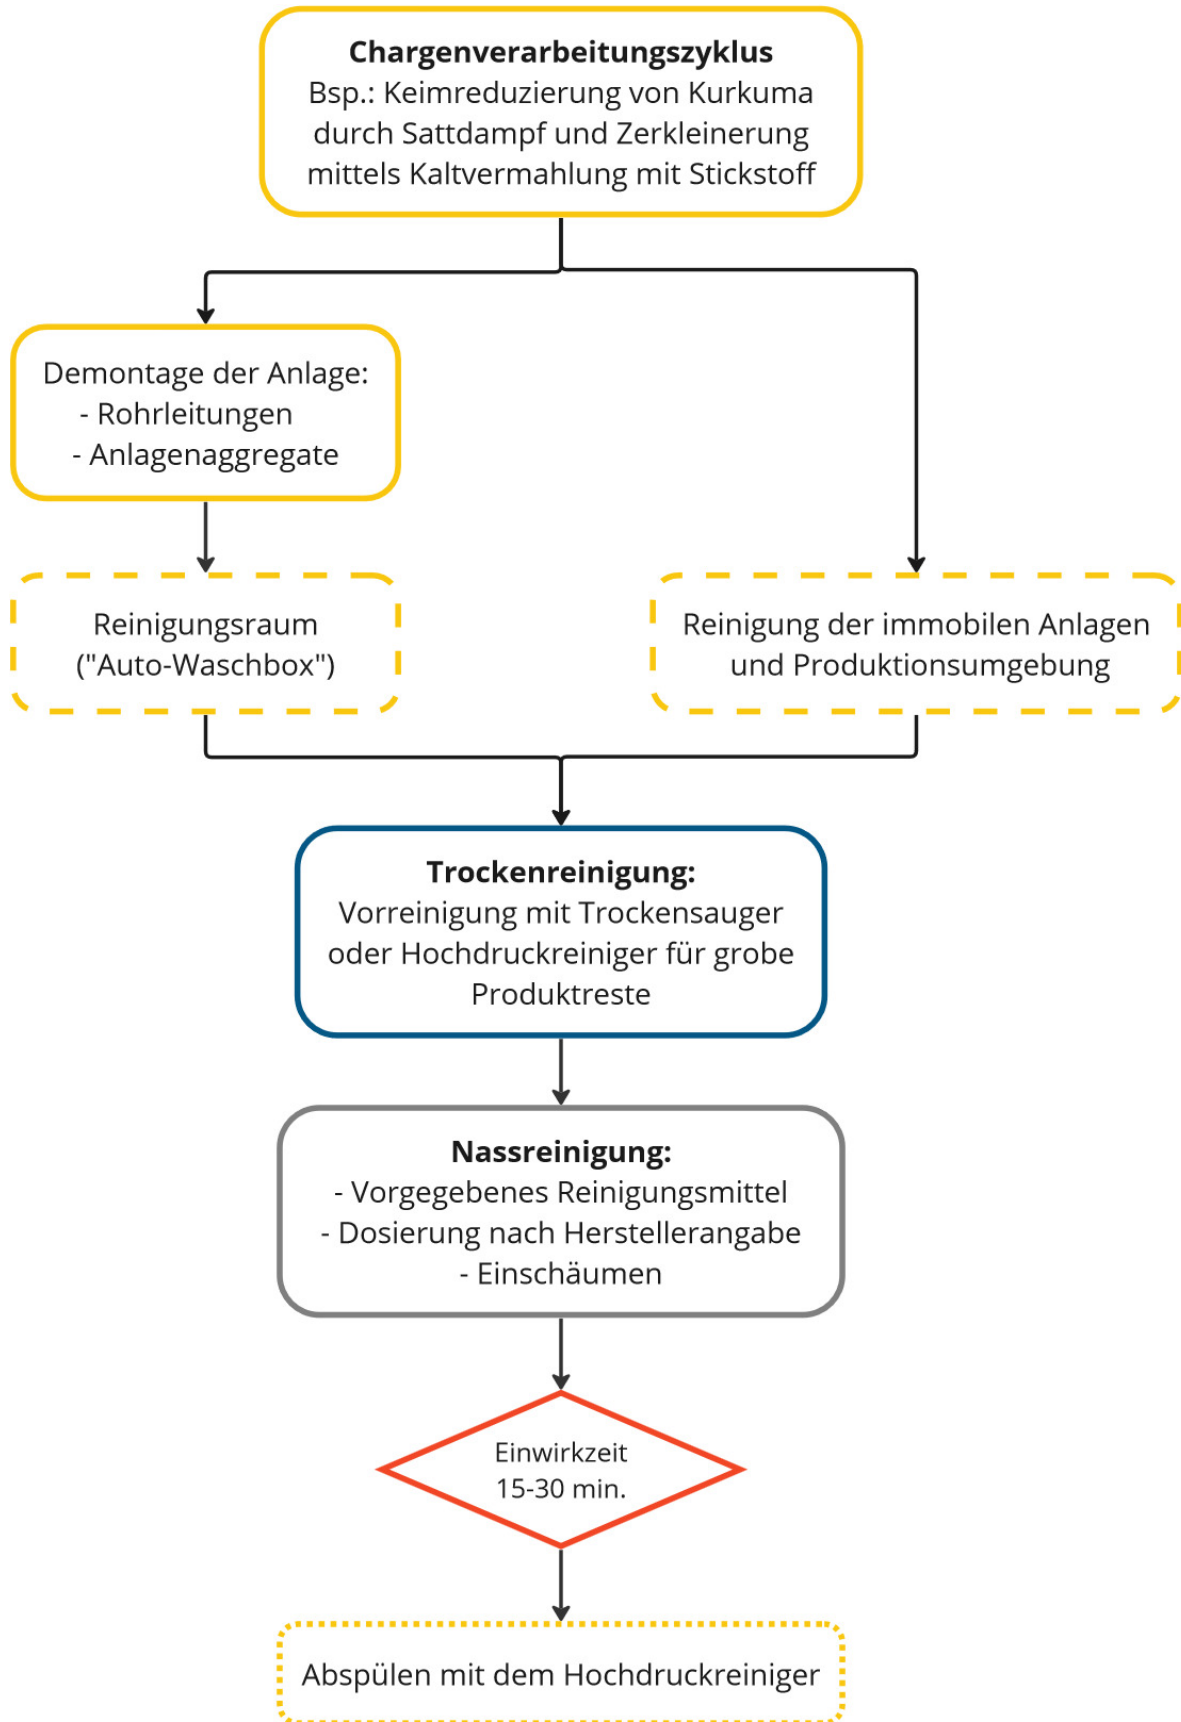 Chargenverarbeitungszyklus
Bsp.: Keimreduzierung von Kurkuma
durch Sattdampf und Zerkleinerung
mittels Kaltvermahlung mit Stickstoff
Demontage der Anlage:
- Rohrleitungen
- Anlagenaggregate
Reinigungsraum
("Auto-Waschbox")
Reinigung der immobilen Anlagen
und Produktionsumgebung
Trockenreinigung:
Vorreinigung mit Trockensauger
oder Hochdruckreiniger für grobe
Produktreste
Nassreinigung:
- Vorgegebenes Reinigungsmittel
- Dosierung nach Herstellerangabe
- Einschäumen
Einwirkzeit
15-30 min.
Abspülen mit dem Hochdruckreiniger